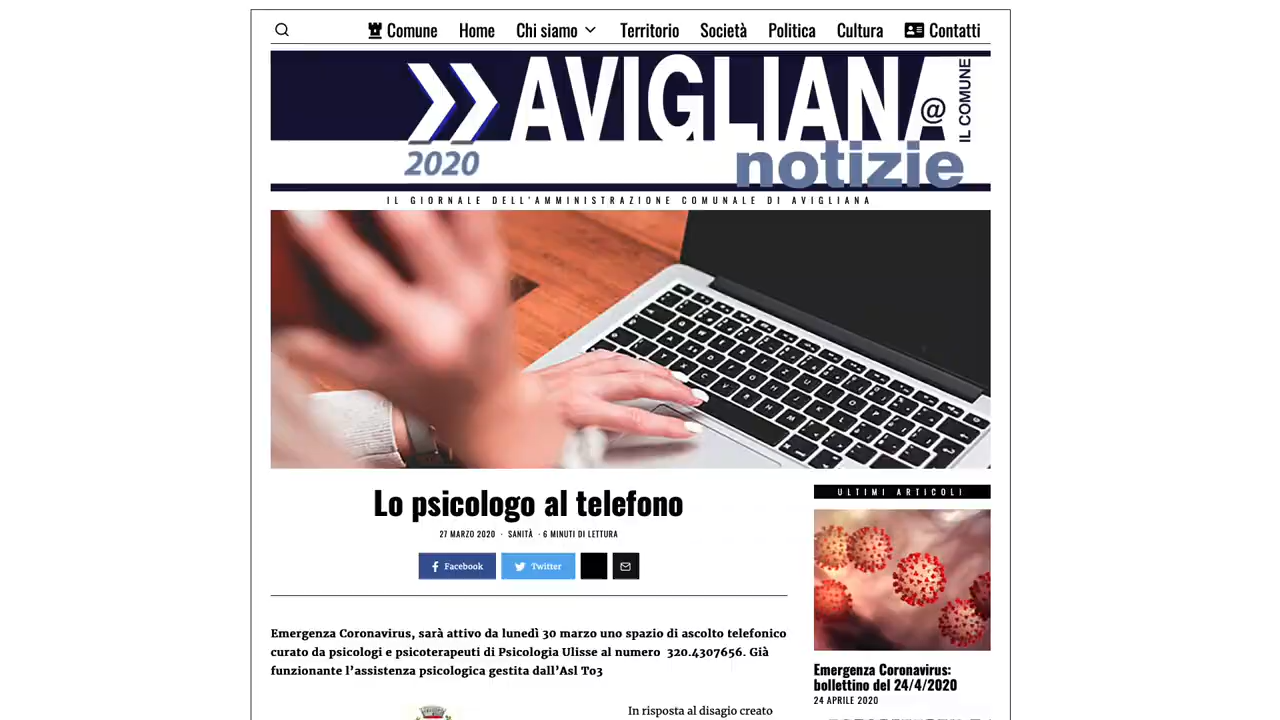 Comune Home Chi siamo Territorio Società Politica Cultura Contatti
AVIGLIANA
@ IL COMUNE
2020
notizie
IL GIORNALE DELL'AMMINISTRAZIONE COMUNALE DI AVIGLIANA
Lo psicologo al telefono
27 MARZO 2020 · SANITÀ · 6 MINUTI DI LETTURA
Facebook Twitter
Emergenza Coronavirus, sarà attivo da lunedì 30 marzo uno spazio di ascolto telefonico
curato da psicologi e psicoterapeuti di Psicologia Ulisse al numero 320.4307656. Già
funzionante l'assistenza psicologica gestita dall'Asl To3
In risposta al disagio creato
ULTIMI ARTICOLI
Emergenza Coronavirus:
bollettino del 24/4/2020
24 APRILE 2020